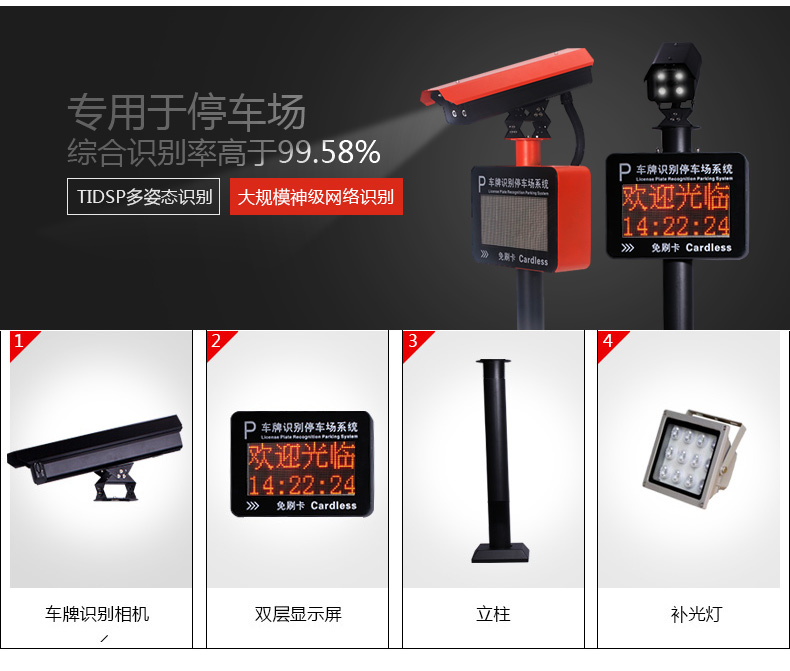 专用于停车场
综合识别率高于99.58%
TIDSP多姿态识别
大规模神级网络识别
P 车牌识别停车场系统
License Plate Recognition Parking System
免刷卡 Cardless
P 车牌识别停车场系统
License Plate Recognition Parking System
欢迎光临
14:22:24
免刷卡 Cardless
1
2
3
4
P 车牌识别停车场系统
License Plate Recognition Parking System
欢迎光临
14:22:24
免刷卡 Cardless
车牌识别相机
双层显示屏
立柱
补光灯